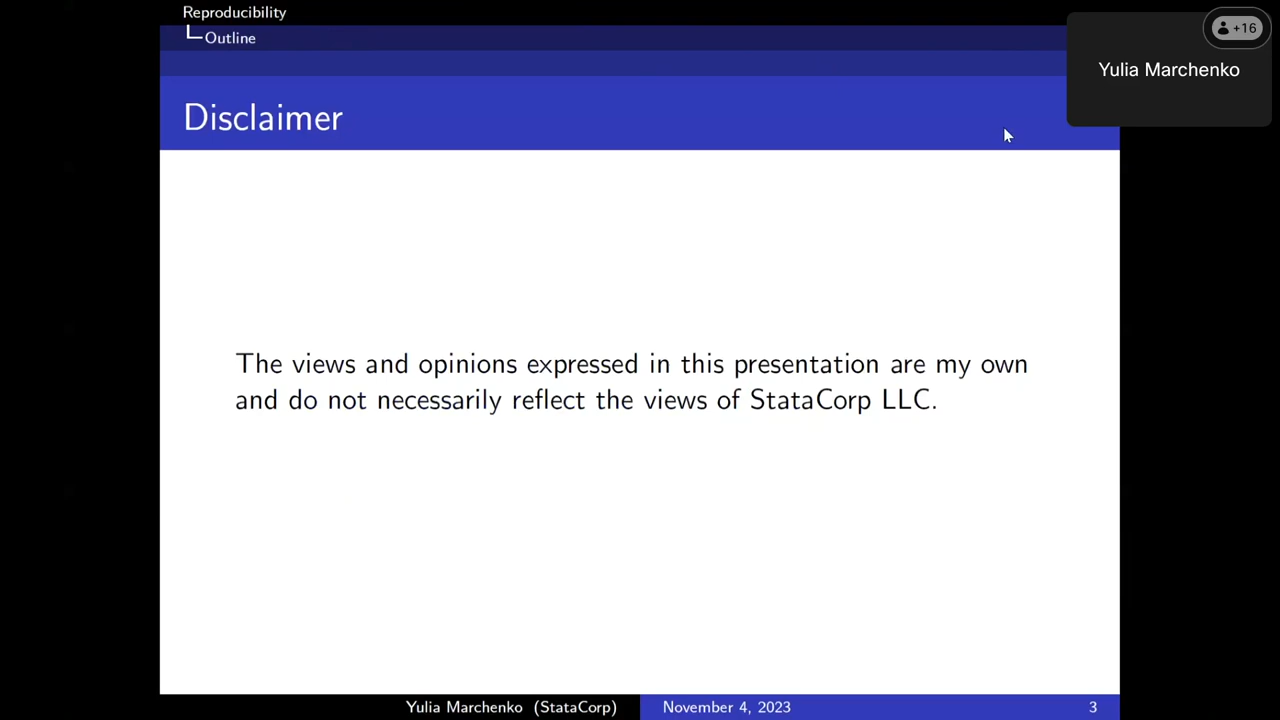 Reproducibility
Outline
+16
Yulia Marchenko
Disclaimer
The views and opinions expressed in this presentation are my own
and do not necessarily reflect the views of StataCorp LLC.
Yulia Marchenko (StataCorp)
November 4, 2023
3